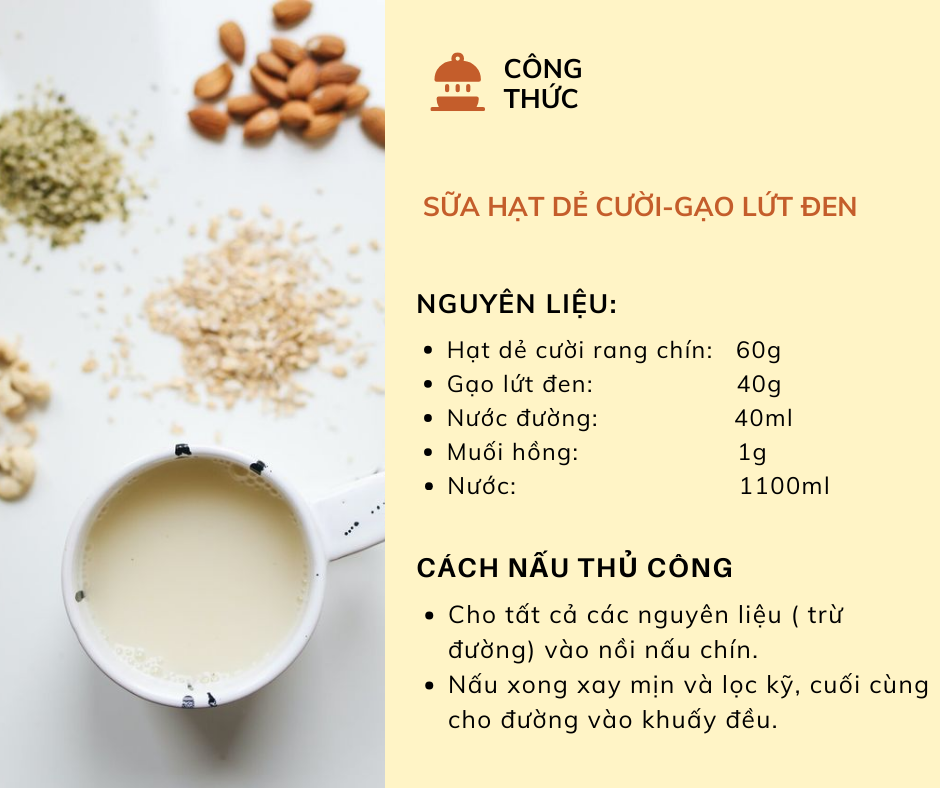 CÔNG
THỨC
SỮA HẠT DẺ CƯỜI-GẠO LỨT ĐEN
NGUYÊN LIỆU:
Hạt dẻ cười rang chín: 60g
Gạo lứt đen: 40g
Nước đường: 40ml
Muối hồng: 1g
Nước: 1100ml
CÁCH NẤU THỦ CÔNG
Cho tất cả các nguyên liệu ( trừ
đường) vào nồi nấu chín.
Nấu xong xay mịn và lọc kỹ, cuối cùng
cho đường vào khuấy đều.